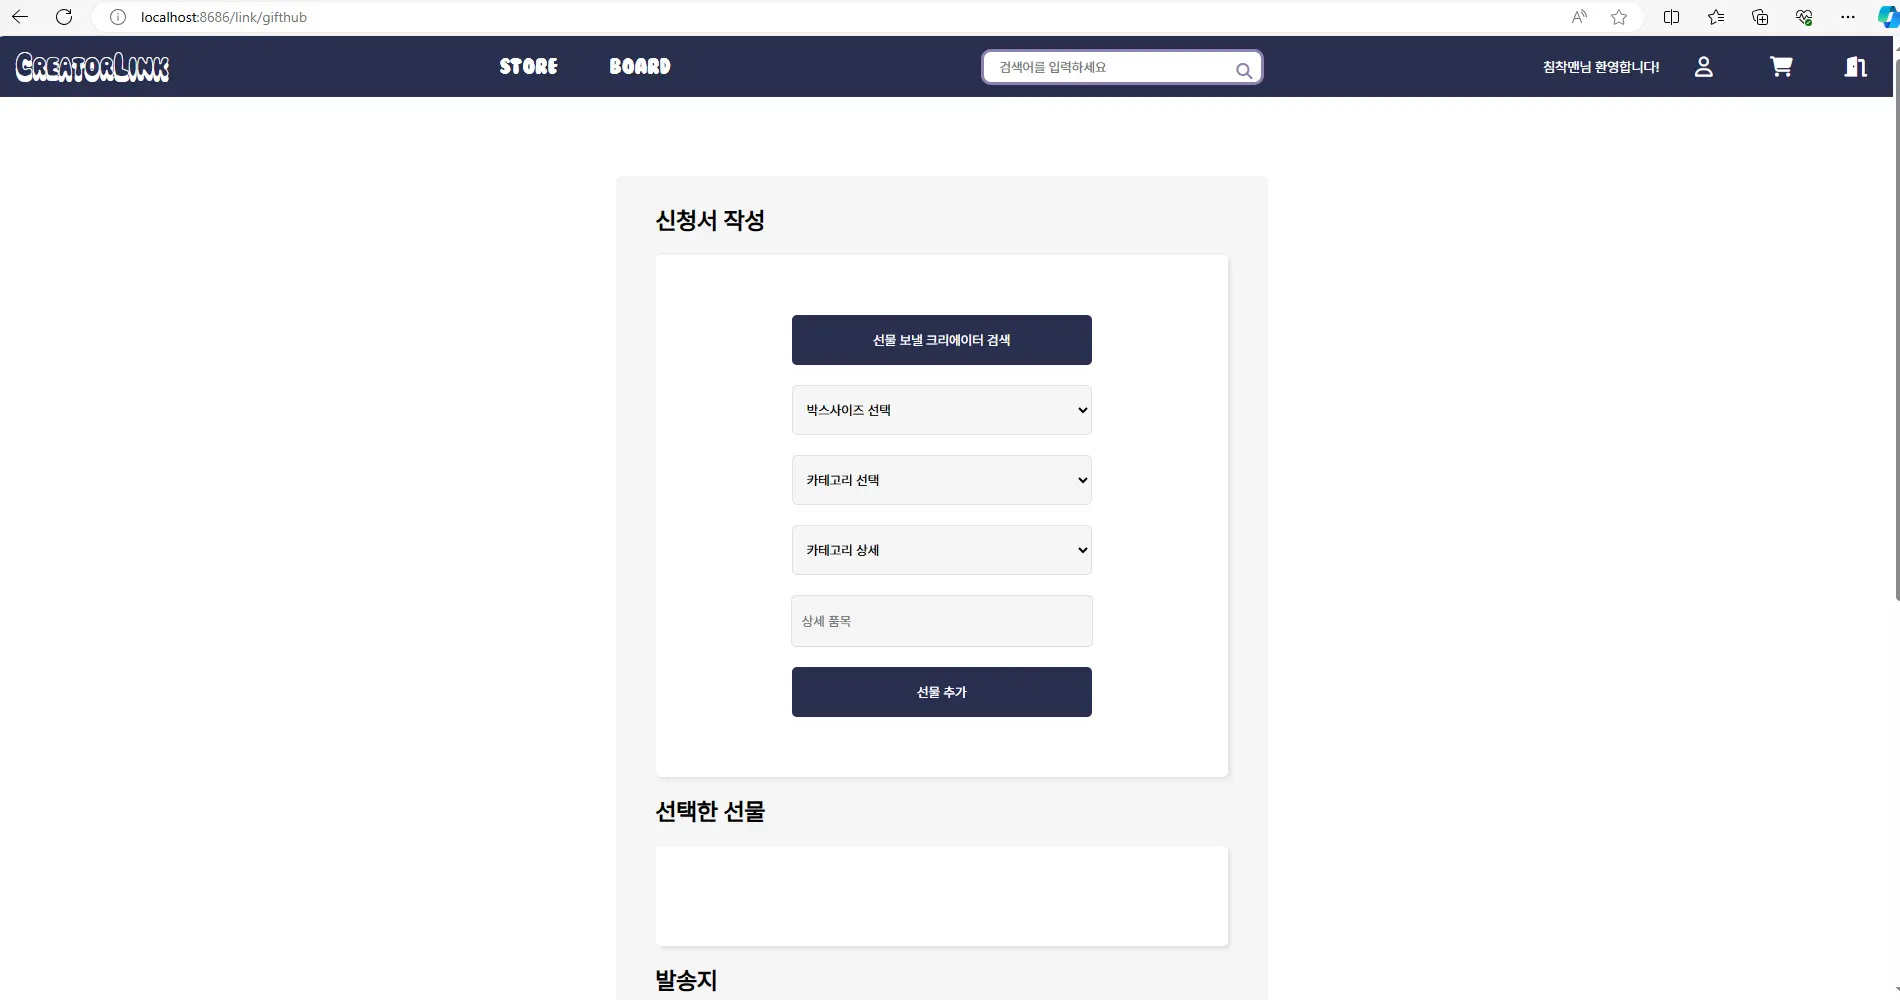 localhost:8686/link/gifthub
CREATORLINK
STORE
BOARD
검색어를 입력하세요
침착맨님 환영합니다!
신청서 작성
선물 보낼 크리에이터 검색
박스사이즈 선택
카테고리 선택
카테고리 상세
상세 품목
선물 추가
선택한 선물
발송지